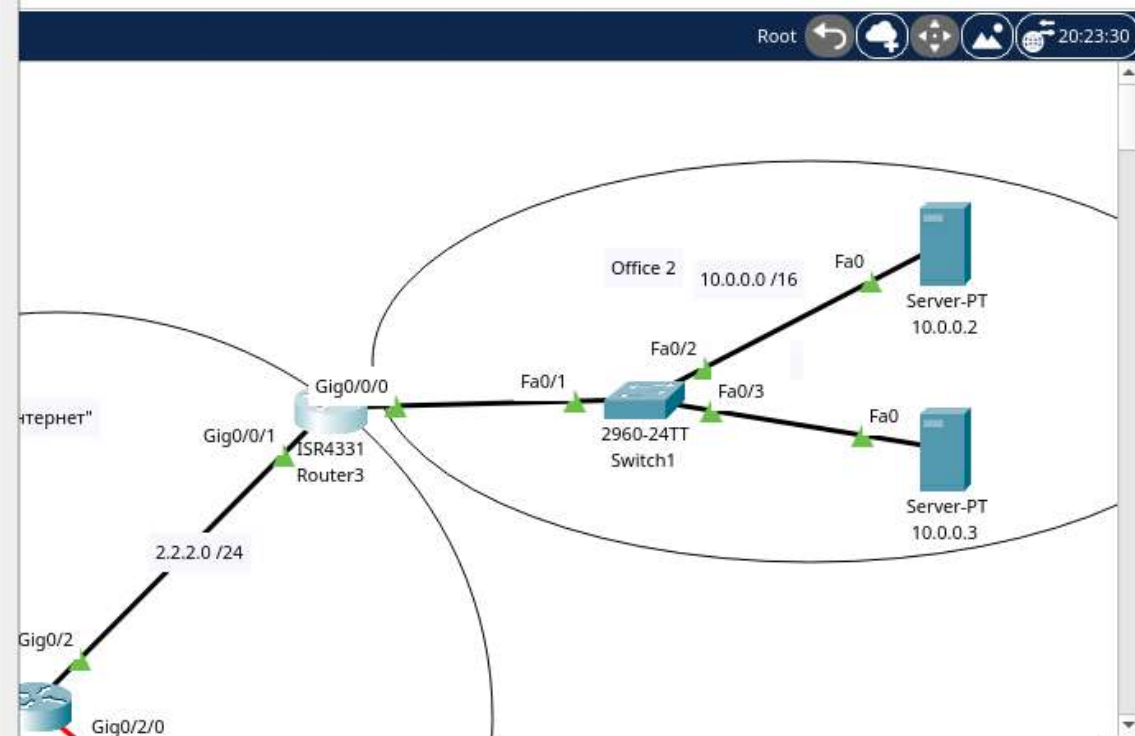 Root
20:23:30
Office 2
10.0.0.0 /16
Fa0
Server-PT
10.0.0.2
Fa0/2
Gig0/0/0
Fa0/1
Fa0/3
нтернет"
Gig0/0/1
ISR4331
Router3
2960-24TT
Switch1
Fa0
Server-PT
10.0.0.3
2.2.2.0 /24
Gig0/2
Gig0/2/0